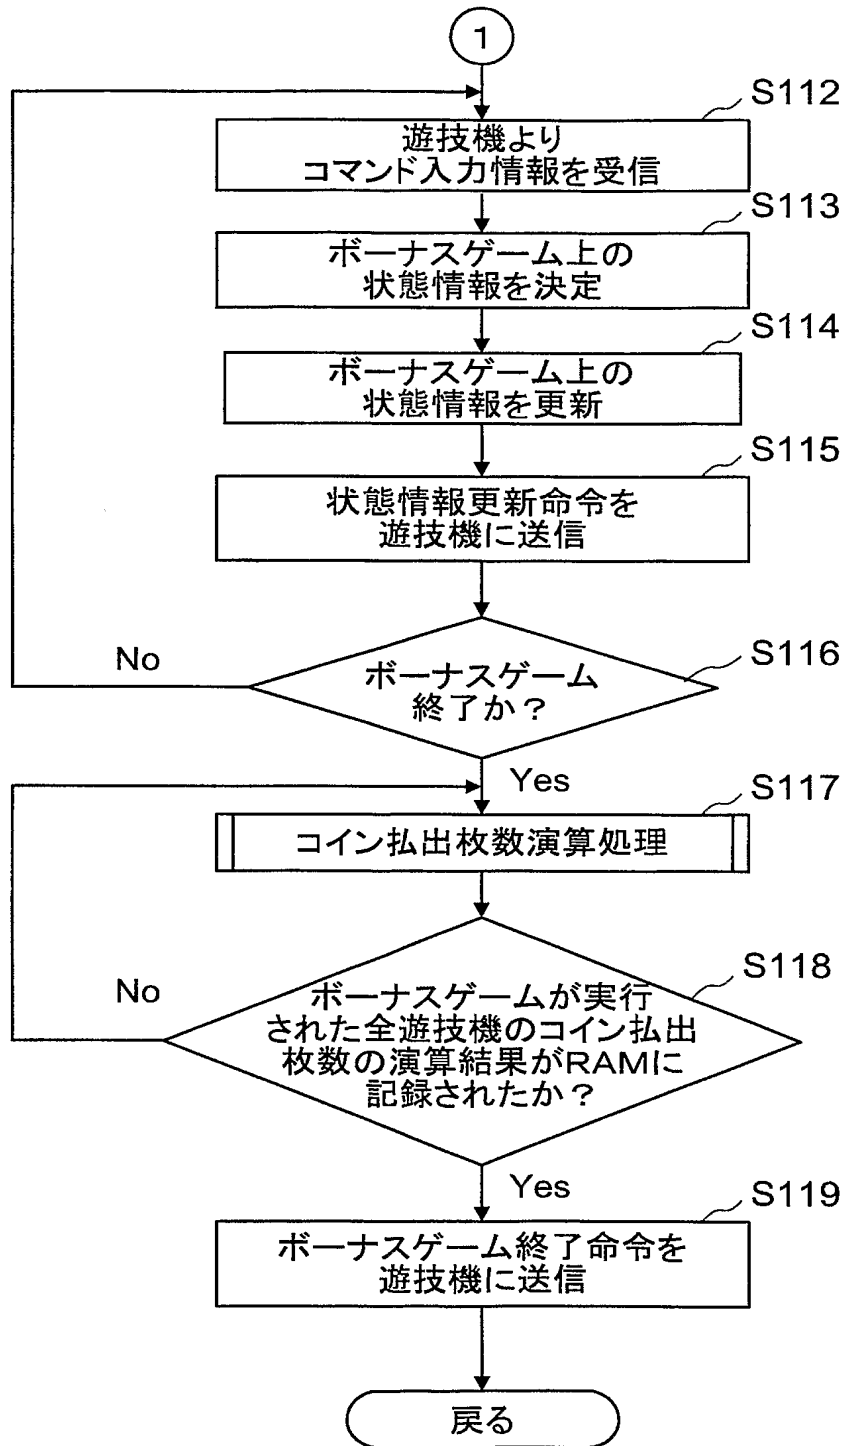 1
S112
遊技機より
コマンド入力情報を受信
S113
ボーナスゲーム上の
状態情報を決定
S114
ボーナスゲーム上の
状態情報を更新
S115
状態情報更新命令を
遊技機に送信
S116
No
ボーナスゲーム
終了か？
Yes
S117
コイン払出枚数演算処理
S118
No
ボーナスゲームが実行
された全遊技機のコイン払出
枚数の演算結果がRAMに
記録されたか？
Yes
S119
ボーナスゲーム終了命令を
遊技機に送信
戻る